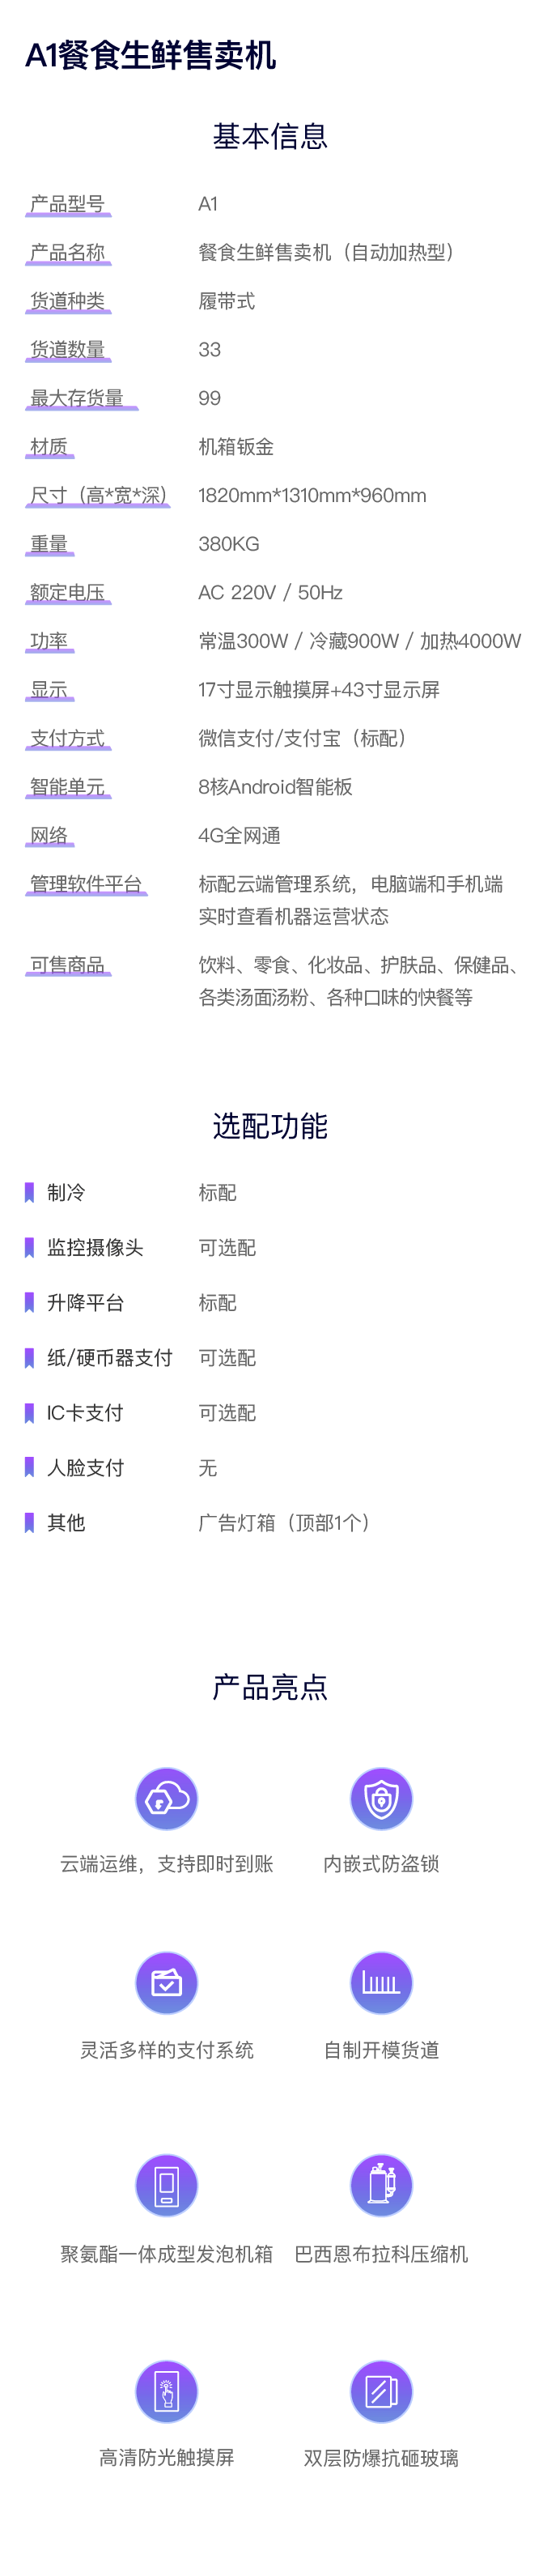 A1餐食生鲜售卖机
基本信息
产品型号 A1
产品名称 餐食生鲜售卖机（自动加热型）
货道种类 履带式
货道数量 33
最大存货量 99
材质 机箱钣金
尺寸（高*宽*深） 1820mm*1310mm*960mm
重量 380KG
额定电压 AC 220V / 50Hz
功率 常温300W / 冷藏900W / 加热4000W
显示 17寸显示触摸屏+43寸显示屏
支付方式 微信支付/支付宝（标配）
智能单元 8核Android智能板
网络 4G全网通
管理软件平台 标配云端管理系统，电脑端和手机端
实时查看机器运营状态
可售商品 饮料、零食、化妆品、护肤品、保健品、
各类汤面汤粉、各种口味的快餐等
选配功能
制冷 标配
监控摄像头 可选配
升降平台 标配
纸/硬币器支付 可选配
IC卡支付 可选配
人脸支付 无
其他 广告灯箱（顶部1个）
产品亮点
云端运维，支持即时到账 内嵌式防盗锁
灵活多样的支付系统 自制开模货道
聚氨酯一体成型发泡机箱 巴西恩布拉科压缩机
高清防光触摸屏 双层防爆抗砸玻璃